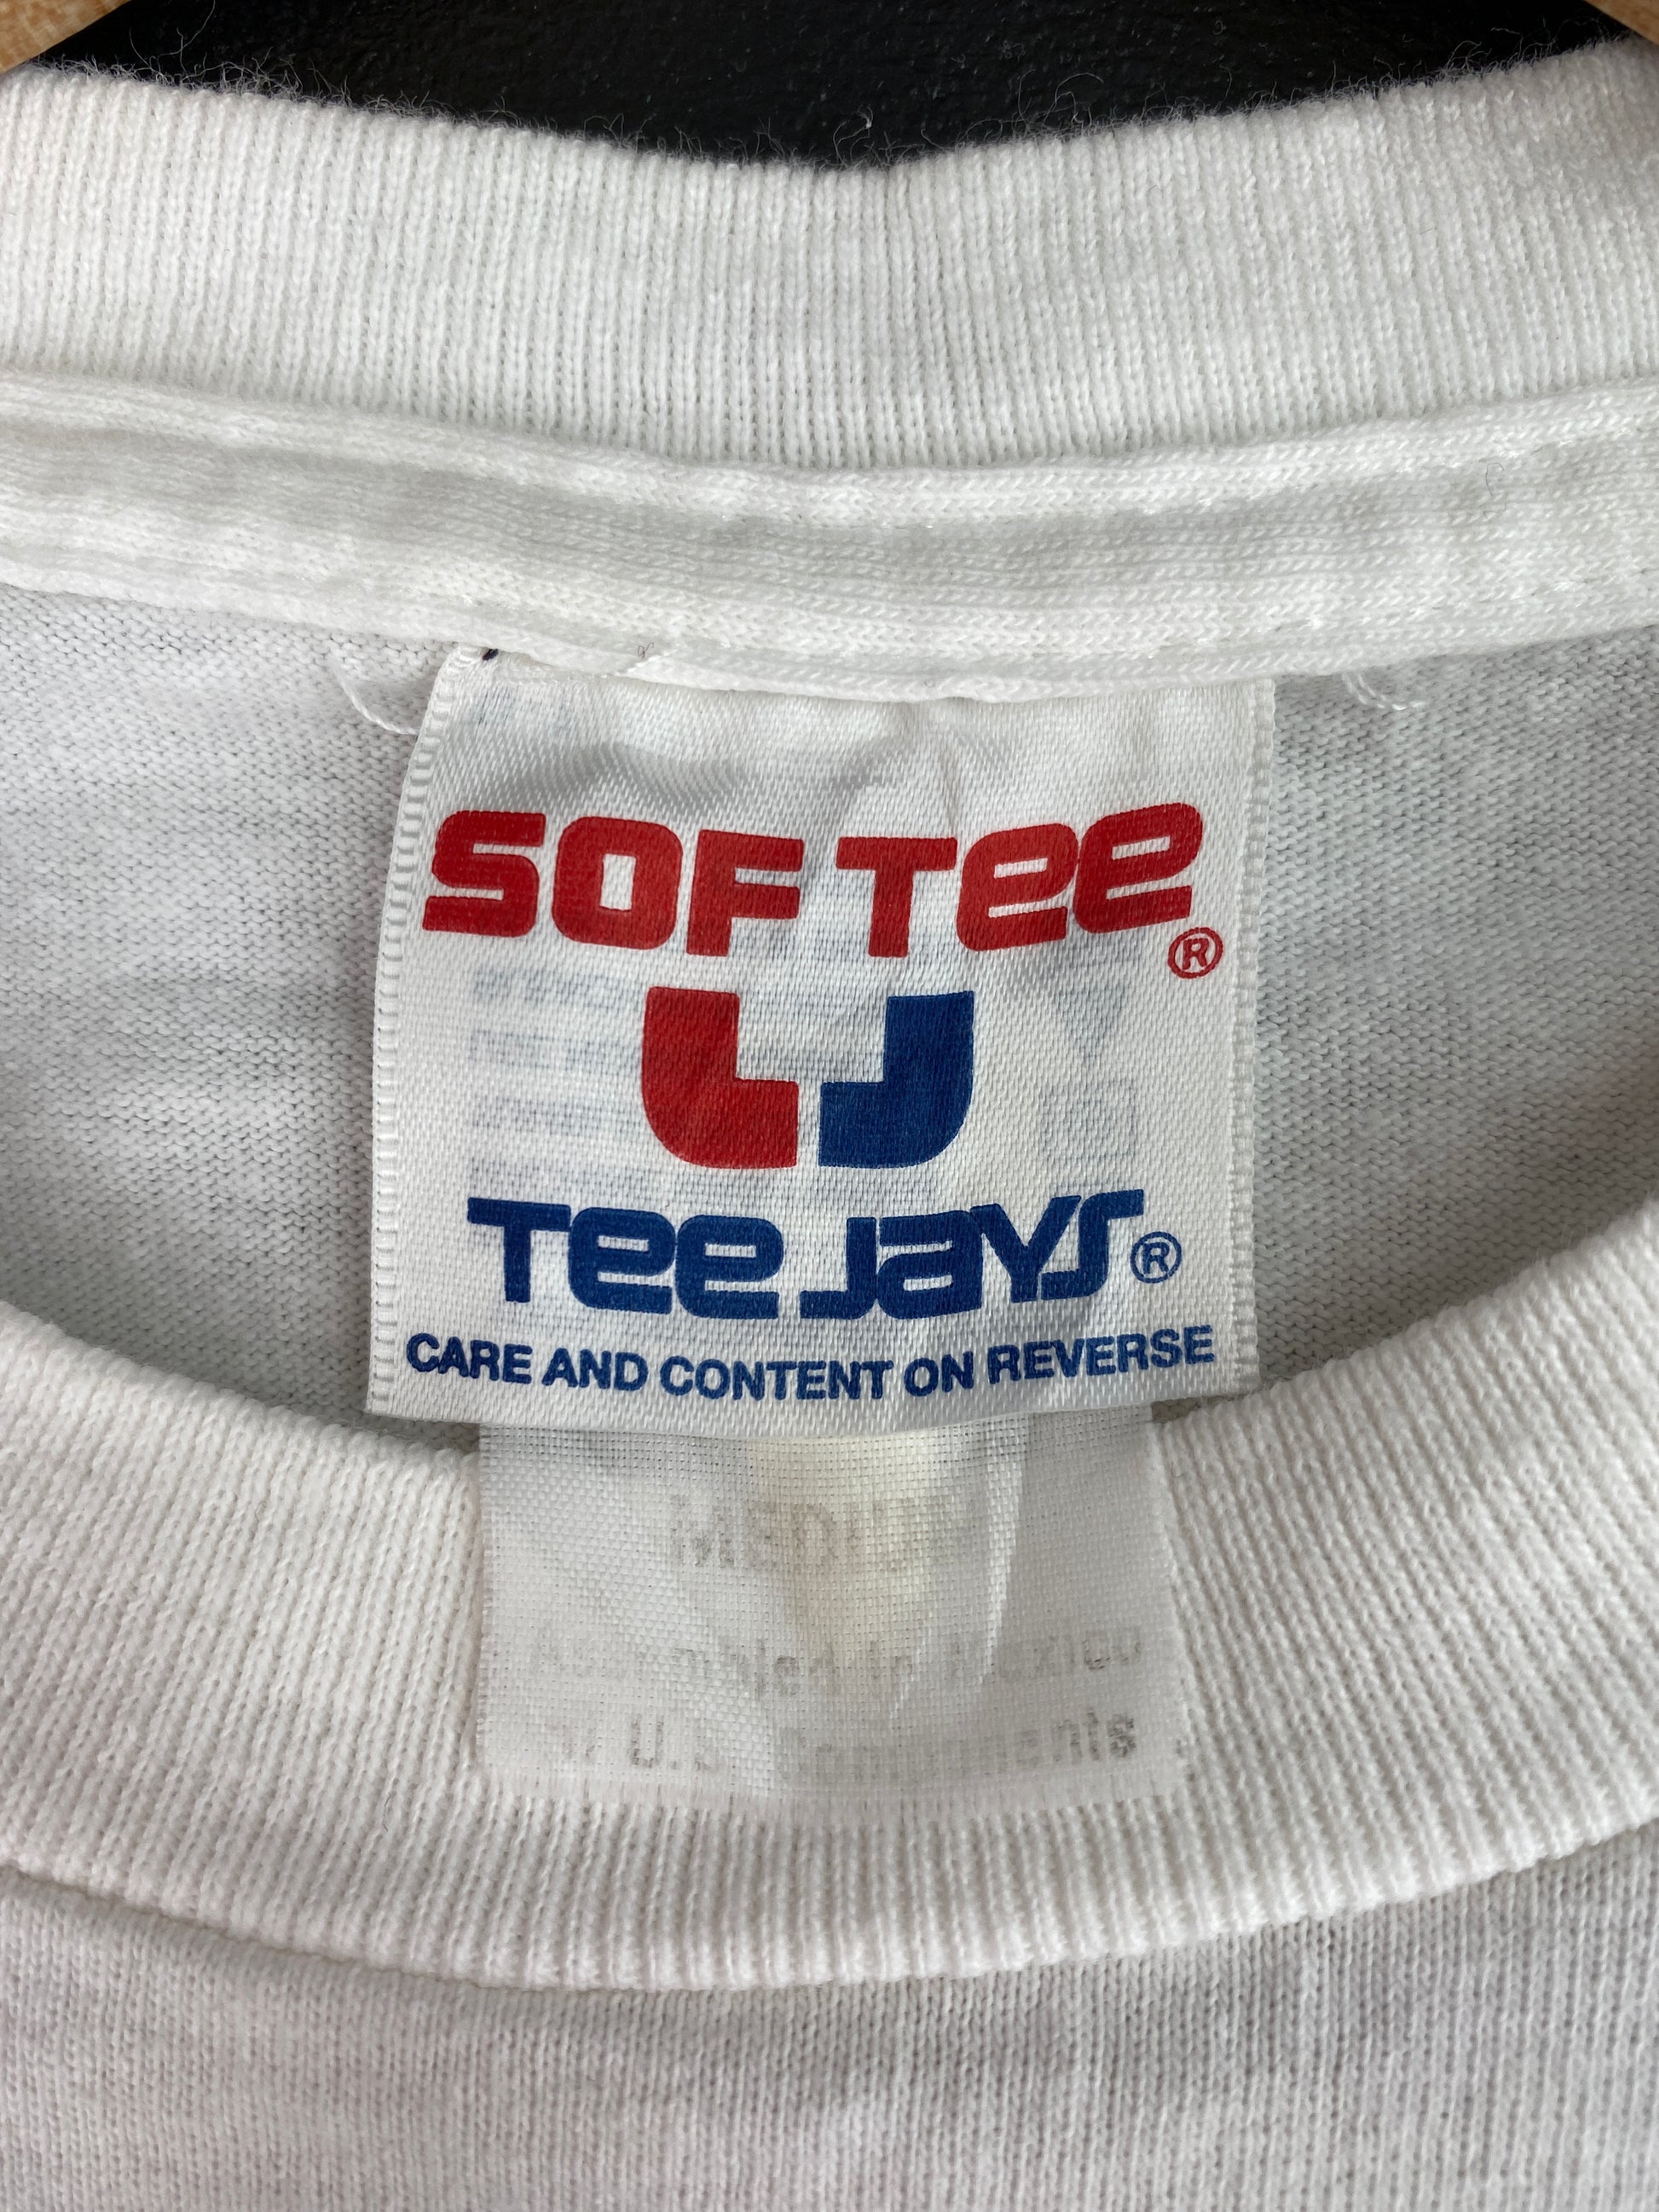 SOF TEE®
TEE JAYS®
CARE AND CONTENT ON REVERSE